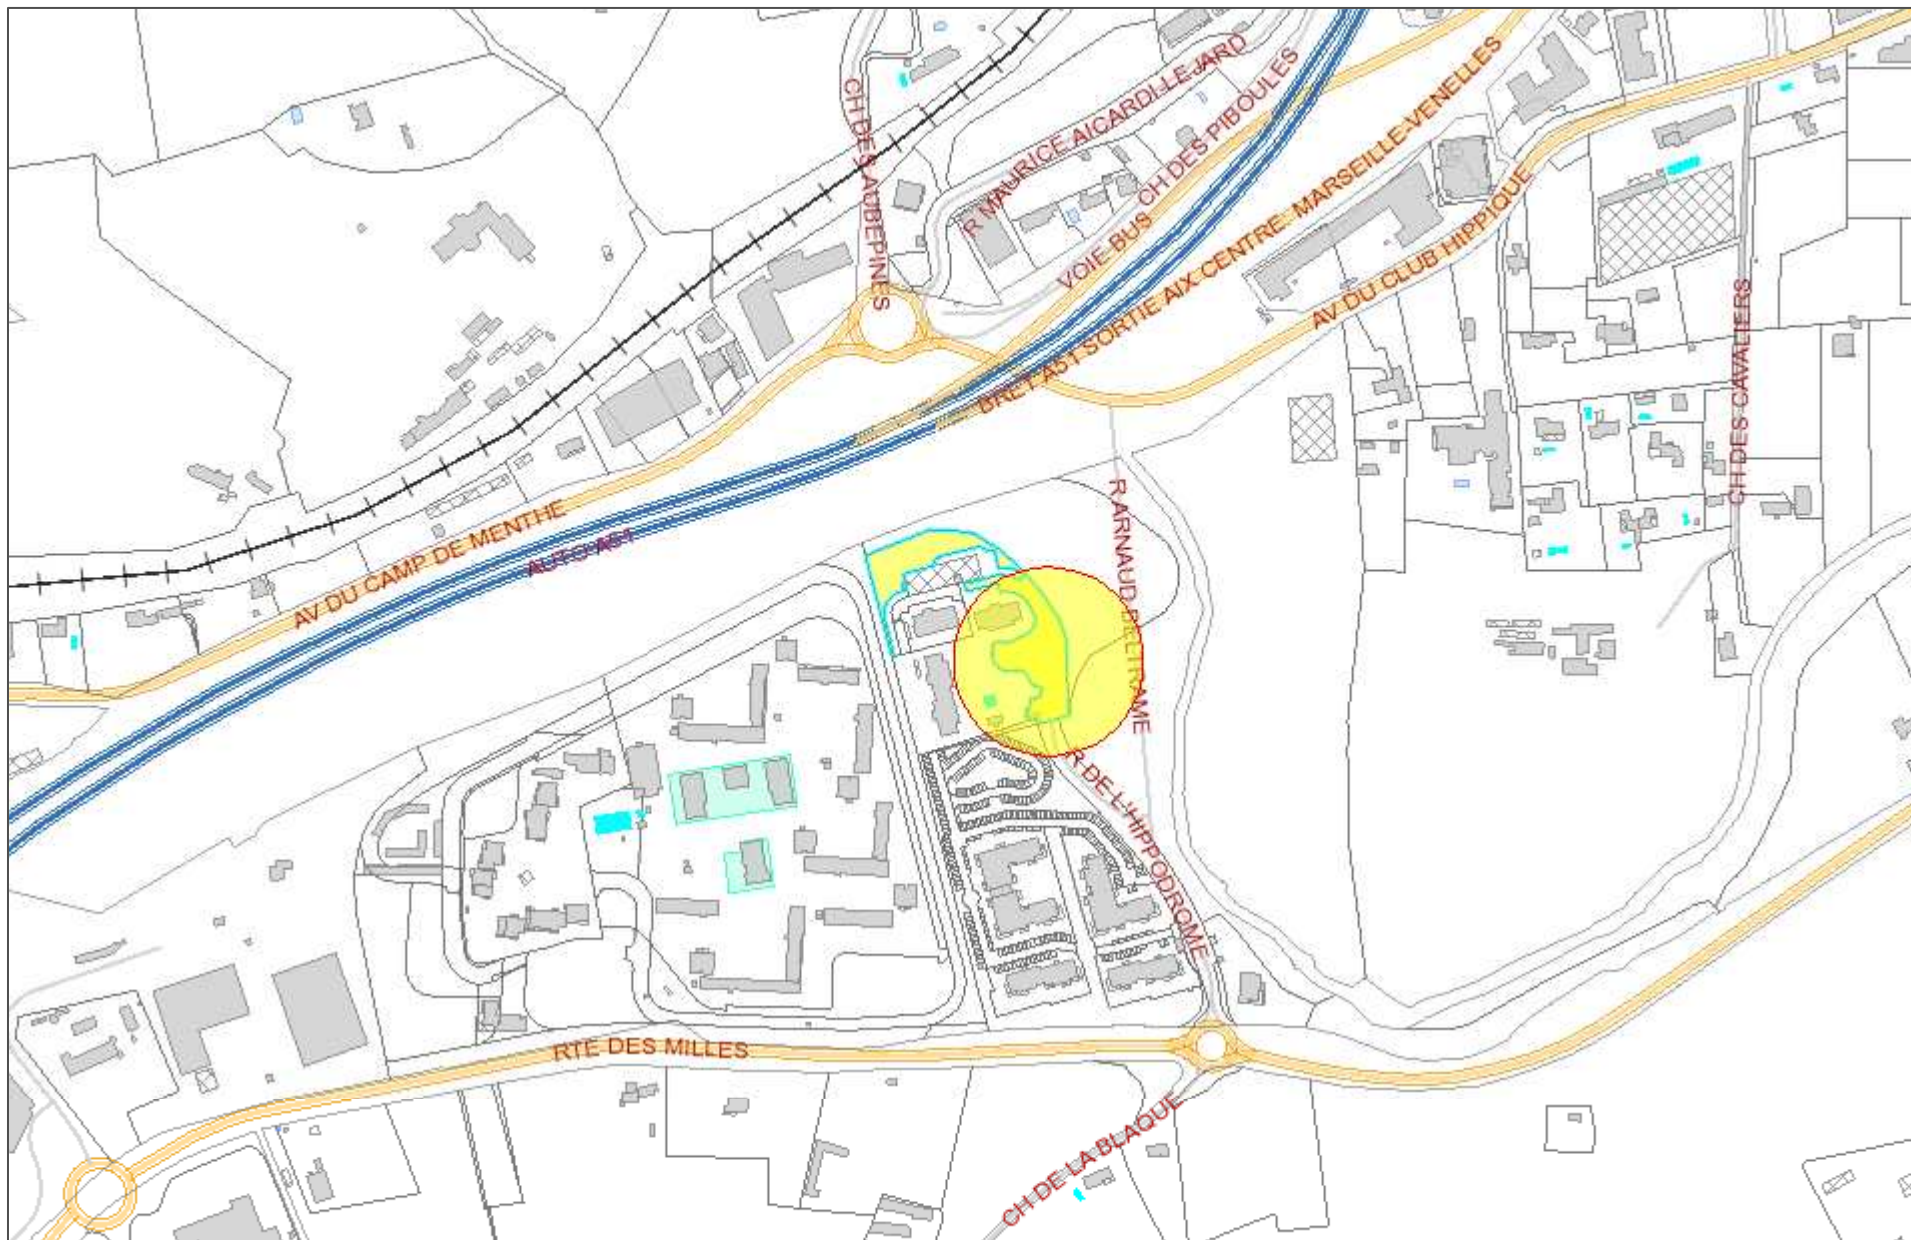 CH DES AUBEPINES
R MAURICE AICARDI-LE JARD
CH DES PIBOULES
VOIE BUS
BRET A51 SORTIE AIX CENTRE- MARSEILLE-VENELLES
AV DU CLUB HIPPIQUE
CH DES CAVALIERS
AV DU CAMP DE MENTHE
AUTO A51
R ARNAUD BELTRAME
R DE L'HIPPODROME
RTE DES MILLES
CH DE LA BLAQUE